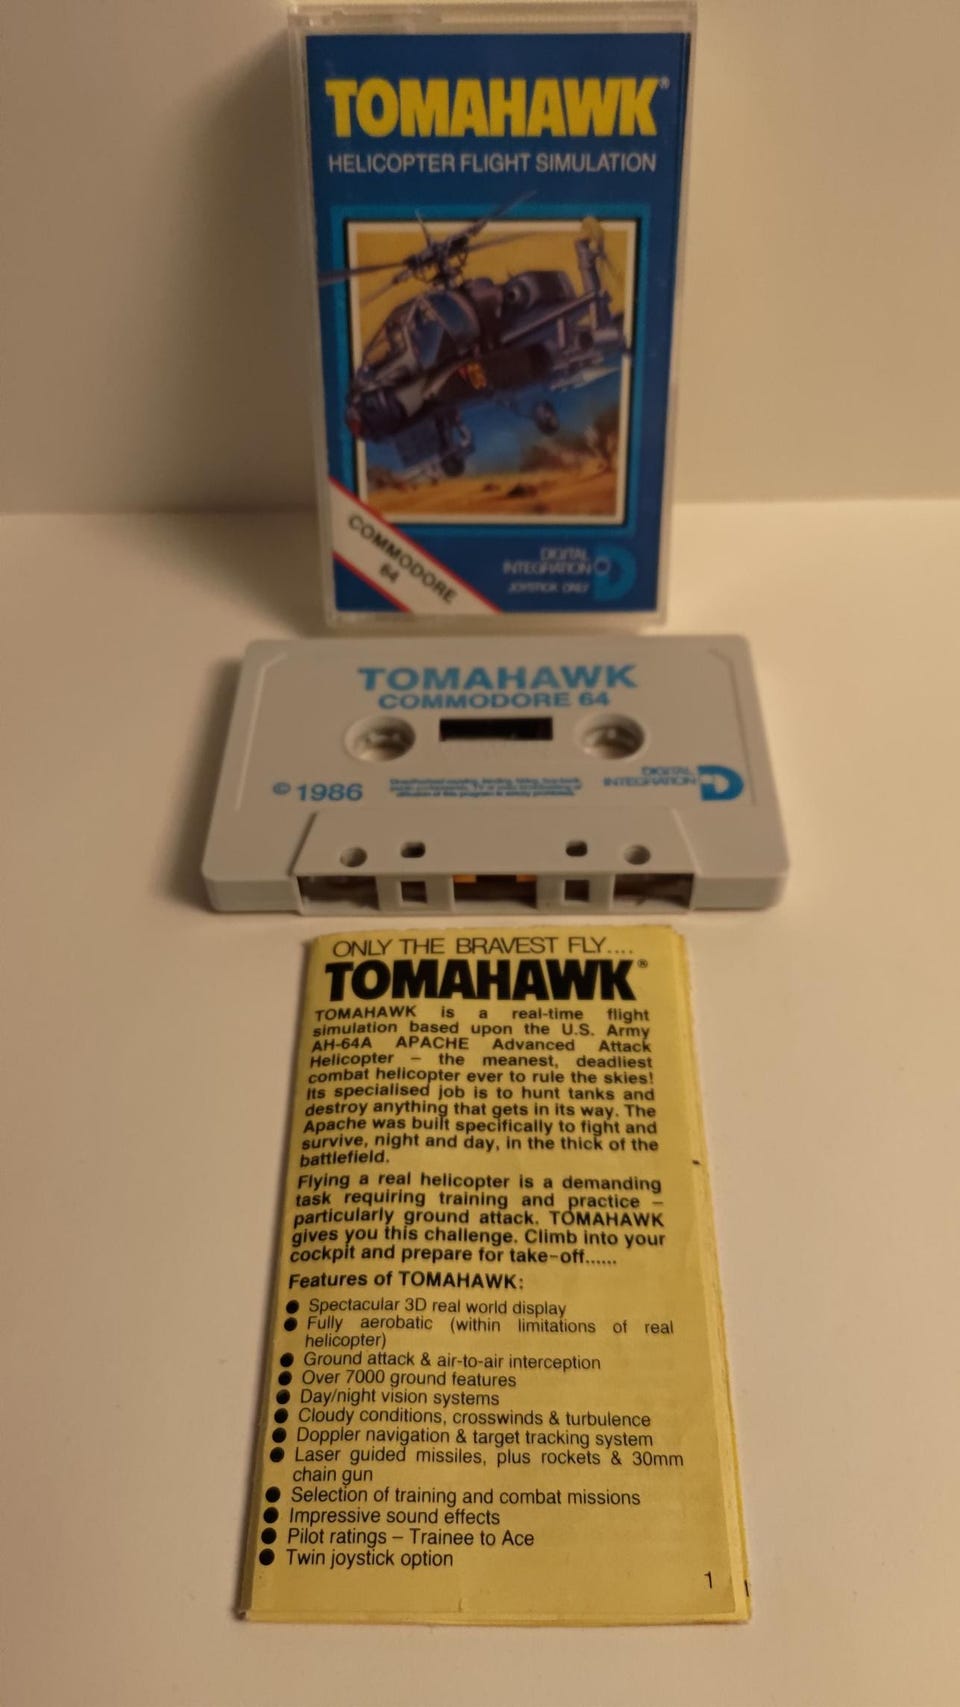 TOMAHAWK®
HELICOPTER FLIGHT SIMULATION
COMMODORE
64
DIGITAL
INTEGRATION
JOYSTICK ONLY
TOMAHAWK
COMMODORE 64
© 1986
DIGITAL
INTEGRATION
ONLY THE BRAVEST FLY....
TOMAHAWK®
TOMAHAWK is a real-time flight
simulation based upon the U.S. Army
AH-64A APACHE Advanced Attack
Helicopter – the meanest, deadliest
combat helicopter ever to rule the skies!
Its specialised job is to hunt tanks and
destroy anything that gets in its way. The
Apache was built specifically to fight and
survive, night and day, in the thick of the
battlefield.
Flying a real helicopter is a demanding
task requiring training and practice –
particularly ground attack. TOMAHAWK
gives you this challenge. Climb into your
cockpit and prepare for take-off......
Features of TOMAHAWK:
● Spectacular 3D real world display
● Fully aerobatic (within limitations of real
helicopter)
● Ground attack & air-to-air interception
● Over 7000 ground features
● Day/night vision systems
● Cloudy conditions, crosswinds & turbulence
● Doppler navigation & target tracking system
● Laser guided missiles, plus rockets & 30mm
chain gun
● Selection of training and combat missions
● Impressive sound effects
● Pilot ratings – Trainee to Ace
● Twin joystick option
1